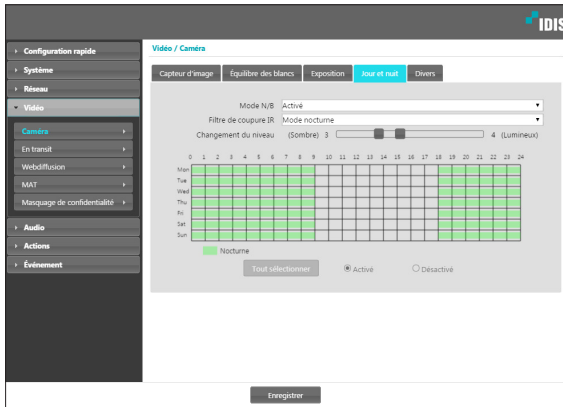 IDIS
Configuration rapide
Système
Réseau
Vidéo
Caméra
En transit
Webdiffusion
MAT
Masquage de confidentialité
Audio
Actions
Événement
Vidéo / Caméra
Capteur d'image Équilibre des blancs Exposition Jour et nuit Divers
Mode N/B Activé
Filtre de coupure IR Mode nocturne
Changement du niveau (Sombre) 3 4 (Lumineux)
0 1 2 3 4 5 6 7 8 9 10 11 12 13 14 15 16 17 18 19 20 21 22 23 24
Mon
Tue
Wed
Thu
Fri
Sat
Sun
Nocturne
Tout sélectionner Activé Désactivé
Enregistrer